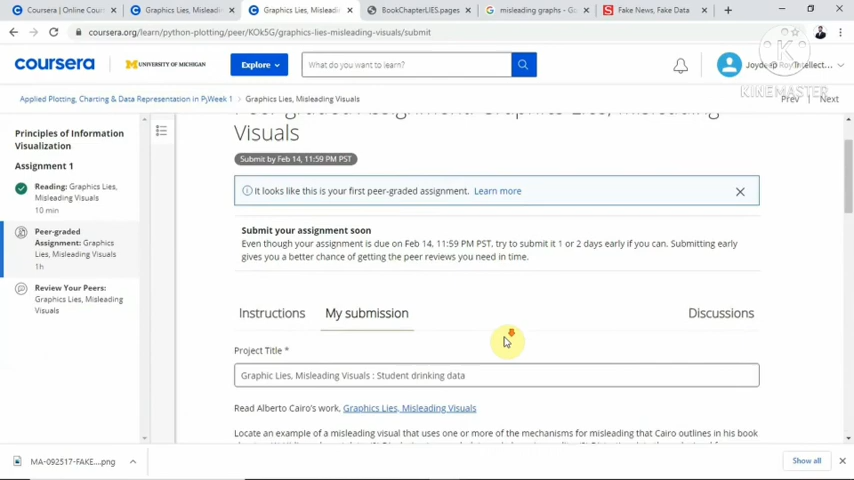 Coursera | Online Cours
Graphics Lies, Misleadin
Graphics Lies, Misleadi
BookChapterLIES.pages
misleading graphs - Go
Fake News, Fake Data
coursera.org/learn/python-plotting/peer/KOk5G/graphics-lies-misleading-visuals/submit
coursera
UNIVERSITY OF MICHIGAN
Explore
What do you want to learn?
KINEMASTER
Applied Plotting, Charting & Data Representation in Py
Week 1
Graphics Lies, Misleading Visuals
Prev
Next
Principles of Information
Visualization
Assignment 1
Reading: Graphics Lies,
Misleading Visuals
10 min
Peer-graded
Assignment: Graphics
Lies, Misleading Visuals
1h
Review Your Peers:
Graphics Lies, Misleading
Visuals
Visuals
Submit by Feb 14, 11:59 PM PST
It looks like this is your first peer-graded assignment. Learn more
Submit your assignment soon
Even though your assignment is due on Feb 14, 11:59 PM PST, try to submit it 1 or 2 days early if you can. Submitting early
gives you a better chance of getting the peer reviews you need in time.
Instructions
My submission
Discussions
Project Title *
Graphic Lies, Misleading Visuals : Student drinking data
Read Alberto Cairo's work, Graphics Lies, Misleading Visuals
Locate an example of a misleading visual that uses one or more of the mechanisms for misleading that Cairo outlines in his book
MA-092517-FAKE....png
Show all